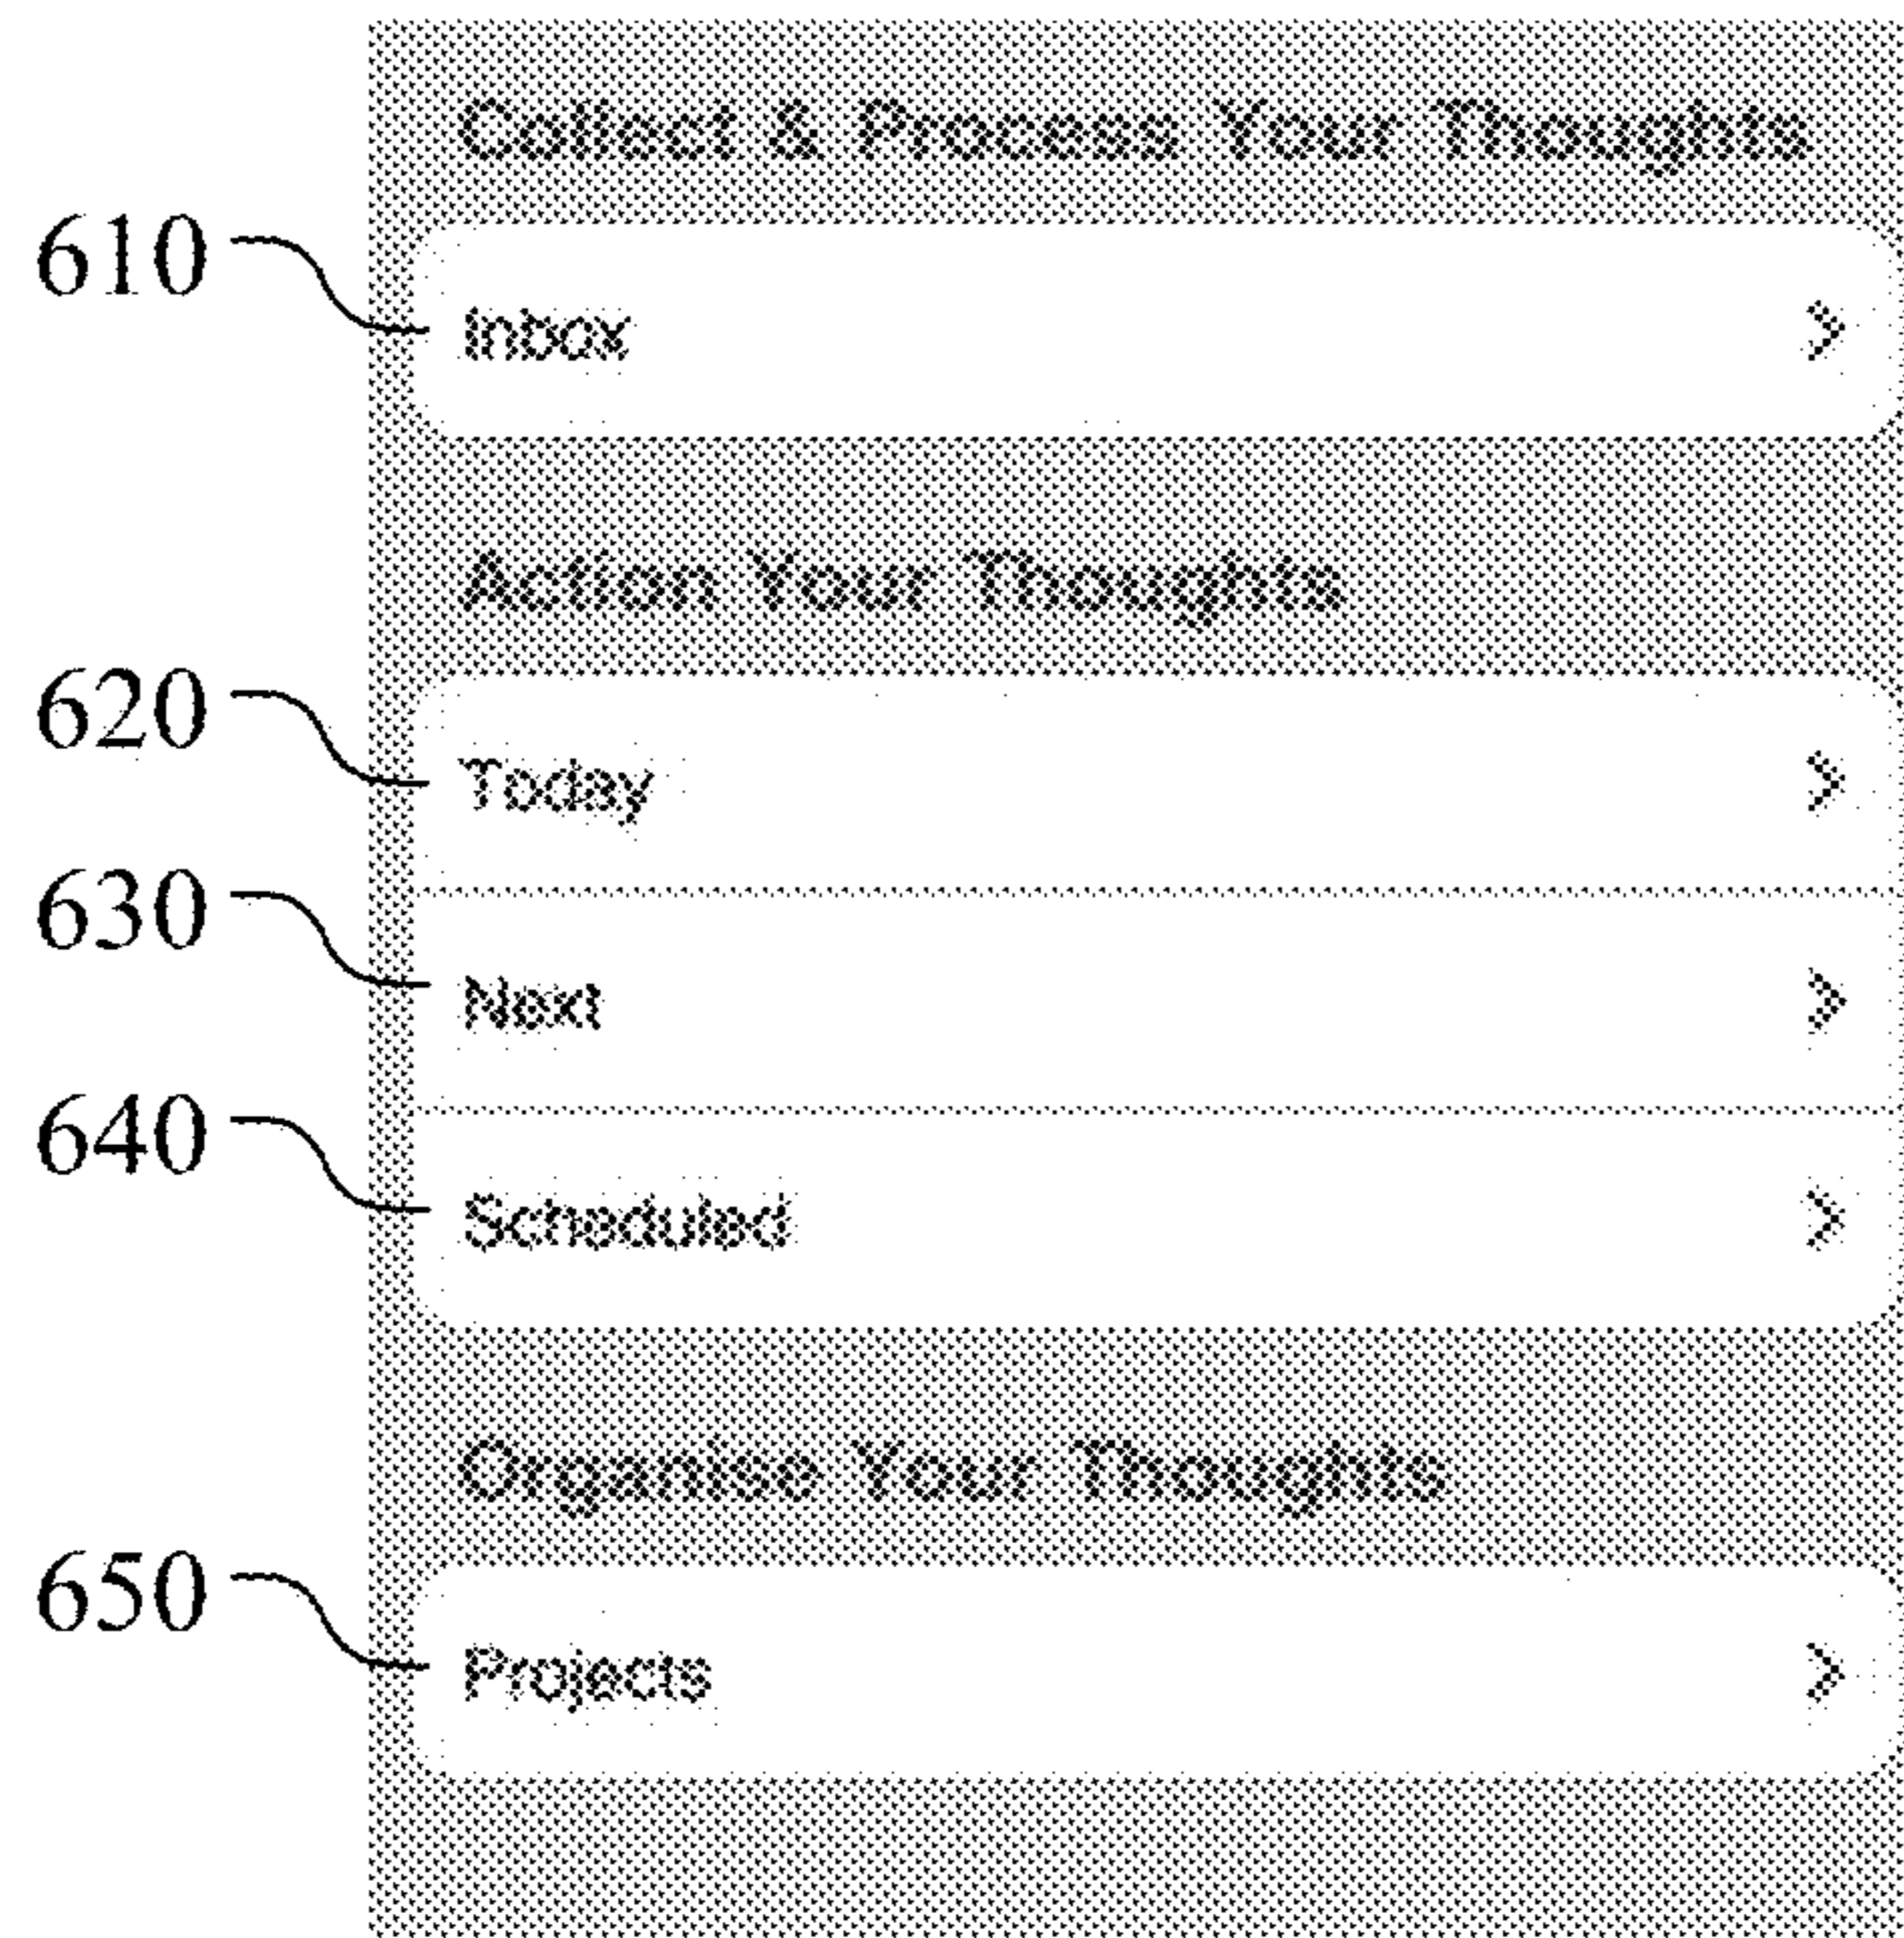 Collect & Process Your Thoughts
610
Inbox
Action Your Thoughts
620
Today
630
Next
640
Scheduled
Organise Your Thoughts
650
Projects